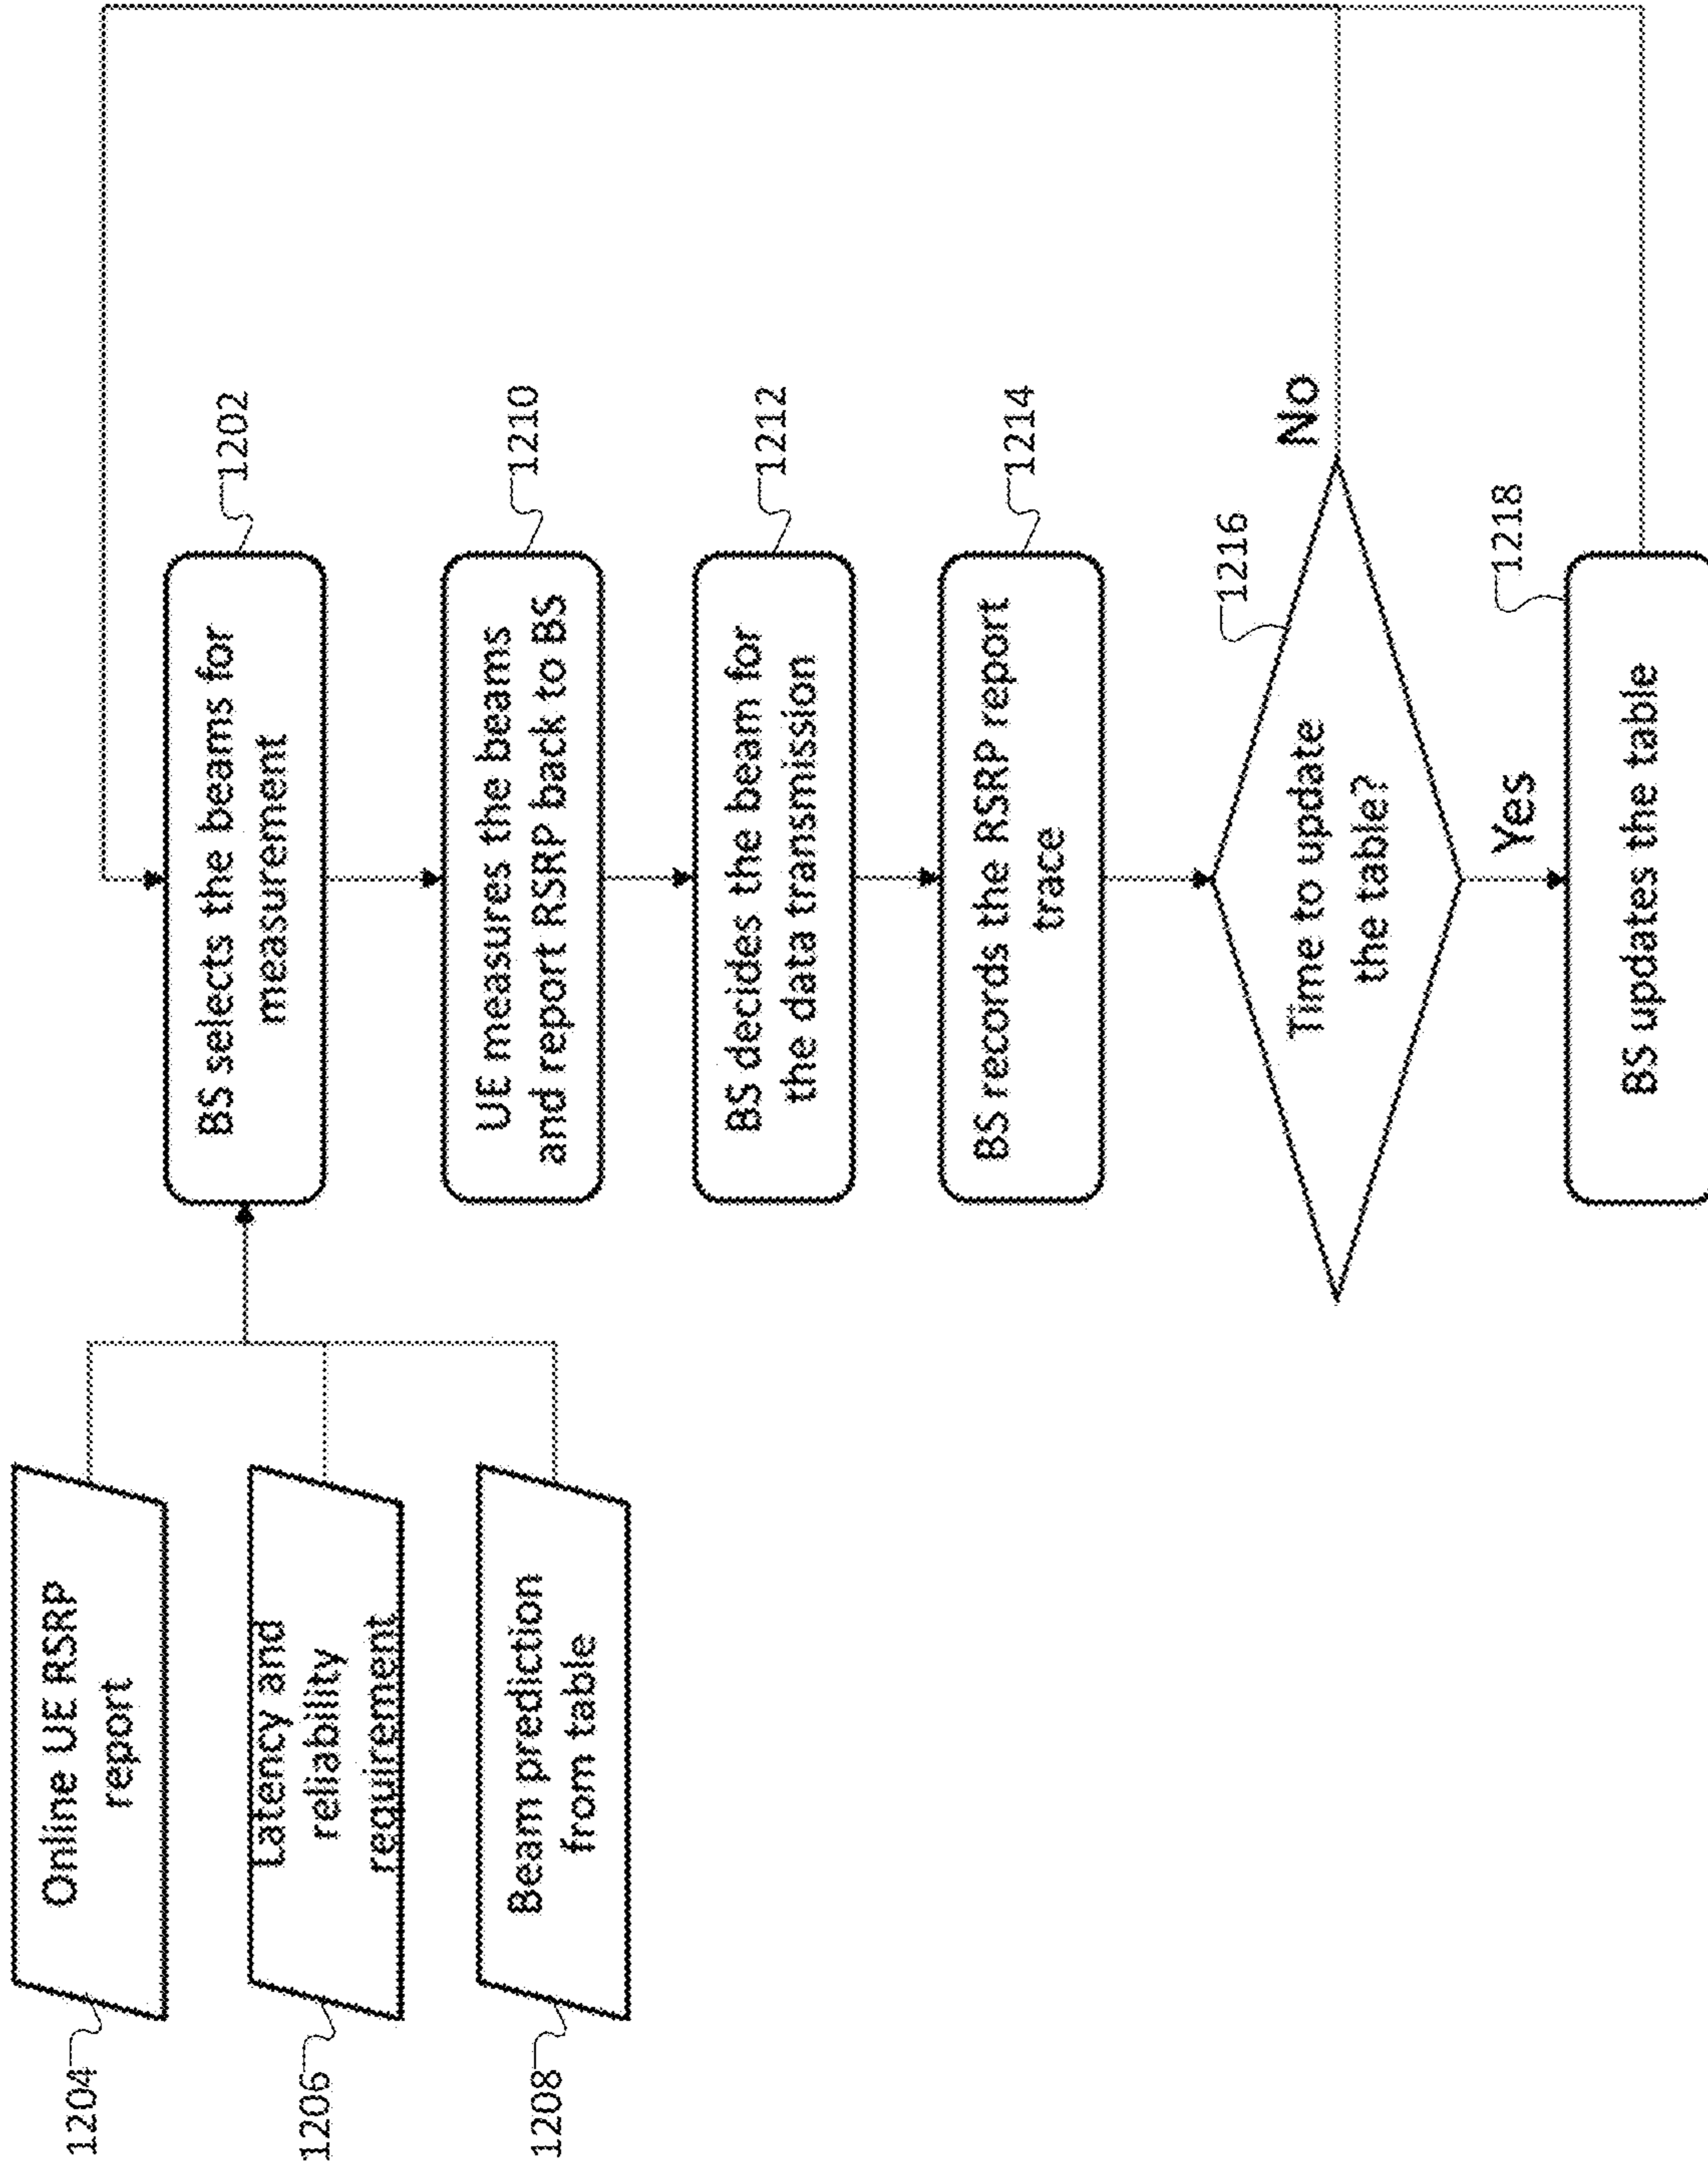 1204
Online UE RSRP
report
1206
Latency and
reliability
requirement
1208
Beam prediction
from table
BS selects the beams for
measurement
1202
UE measures the beams
and report RSRP back to BS
1210
BS decides the beam for
the data transmission
1212
BS records the RSRP report
trace
1214
Time to update
the table?
1216
No
Yes
BS updates the table
1218